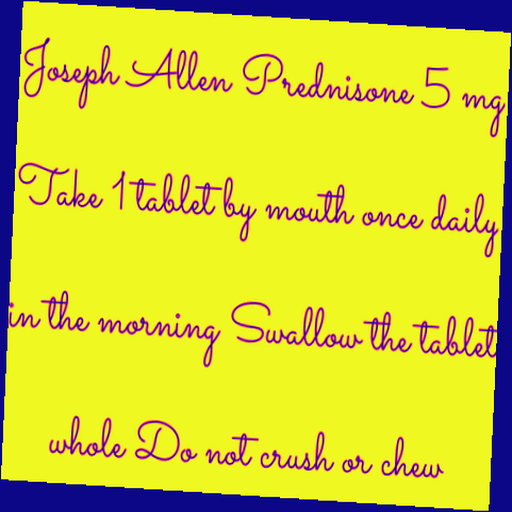 Joseph Allen Prednisone 5 mg
Take 1 tablet by mouth once daily
in the morning Swallow the tablet
whole Do not crush or chew